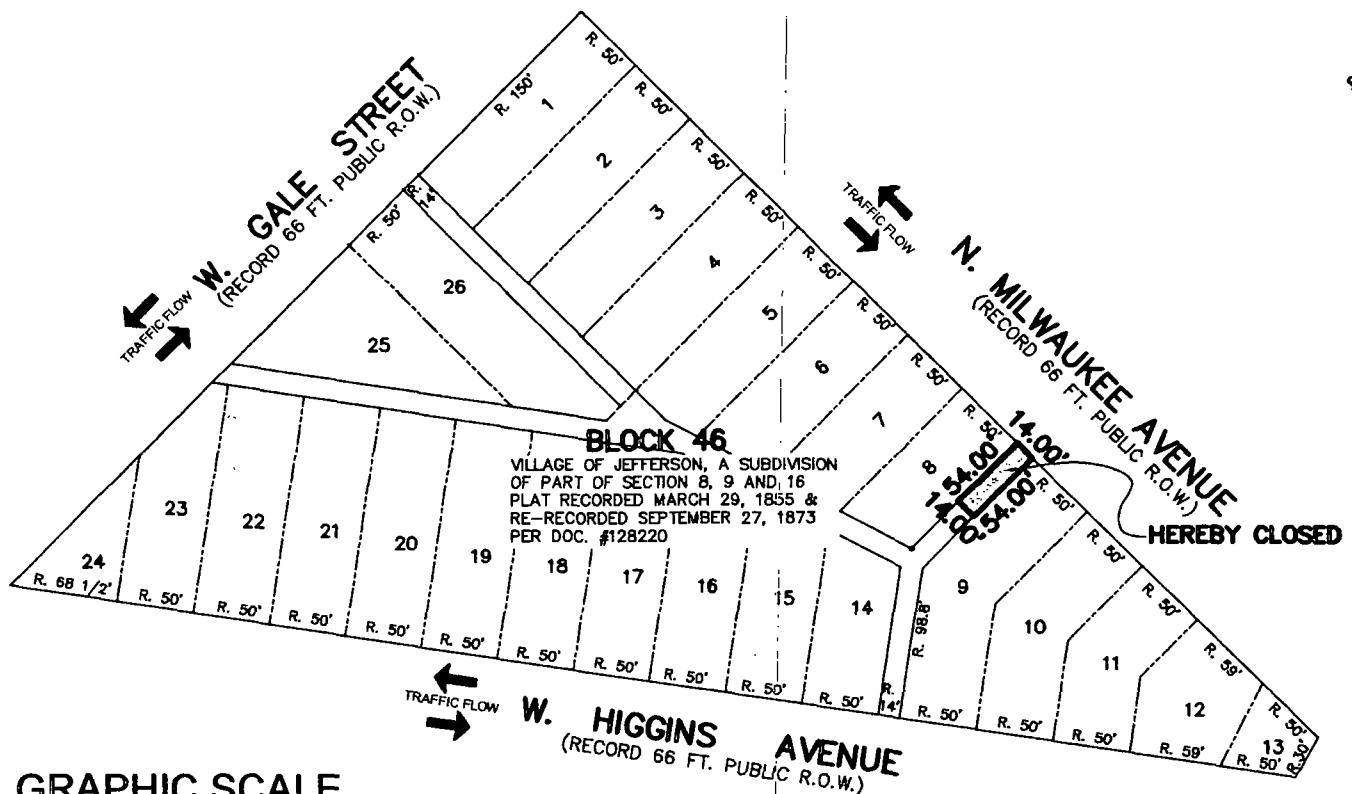 W. GALE STREET
(RECORD 66 FT. PUBLIC R.O.W.)
TRAFFIC FLOW
R. 150'
R. 50'
1
R. 50'
2
R. 50'
3
R. 50'
4
R. 50'
5
R. 50'
6
R. 50'
7
R. 50'
8
R. 14'
R. 50'
26
25
TRAFFIC FLOW
N. MILWAUKEE AVENUE
(RECORD 66 FT. PUBLIC R.O.W.)
14.00'
54.00'
54.00'
14.00'
HEREBY CLOSED
BLOCK 46
VILLAGE OF JEFFERSON, A SUBDIVISION
OF PART OF SECTION 8, 9 AND 16
PLAT RECORDED MARCH 29, 1855 &
RE-RECORDED SEPTEMBER 27, 1873
PER DOC. #128220
24
23
22
21
20
19
18
17
16
15
14
R. 98.8'
9
10
11
12
13
R. 50'
R. 50'
R. 50'
R. 59'
R. 50'
R. 30'
R. 68 1/2'
R. 50'
R. 50'
R. 50'
R. 50'
R. 50'
R. 50'
R. 50'
R. 50'
R. 50'
R. 50'
R. 14'
R. 50'
R. 50'
R. 50'
R. 59'
R. 50'
TRAFFIC FLOW
W. HIGGINS AVENUE
(RECORD 66 FT. PUBLIC R.O.W.)
GRAPHIC SCALE